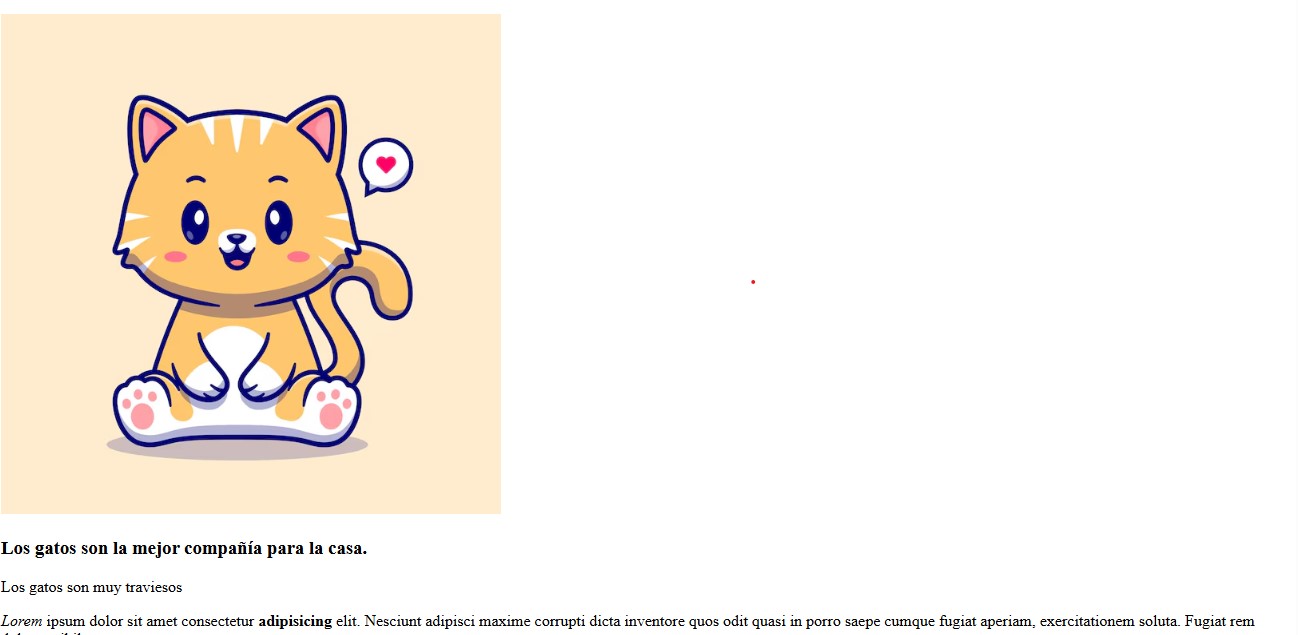 Los gatos son la mejor compañía para la casa.
Los gatos son muy traviesos
Lorem ipsum dolor sit amet consectetur adipisicing elit. Nesciunt adipisci maxime corrupti dicta inventore quos odit quasi in porro saepe cumque fugiat aperiam, exercitationem soluta. Fugiat rem